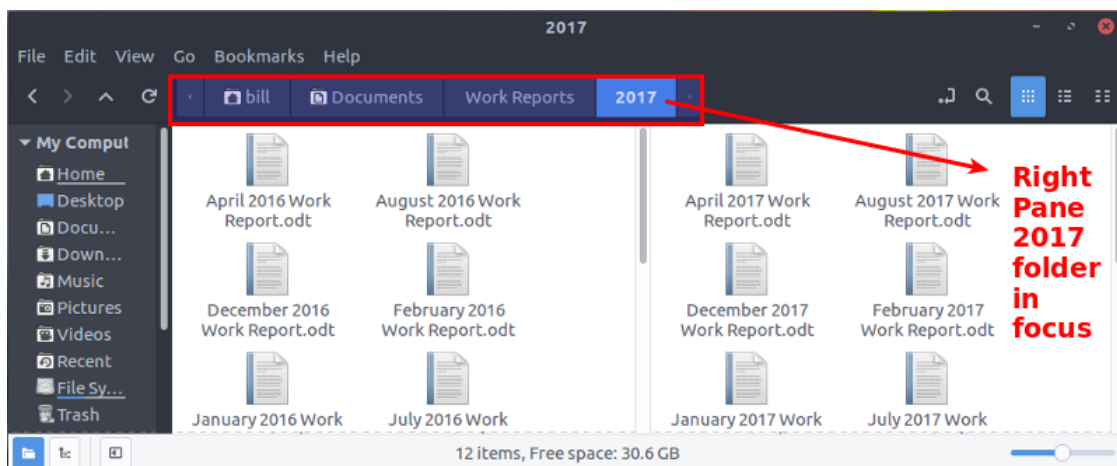 2017
File Edit View Go Bookmarks Help
bill Documents Work Reports 2017
My Comput
Home
Desktop
Docu...
Down...
Music
Pictures
Videos
Recent
File Sy...
Trash
April 2016 Work
Report.odt
August 2016 Work
Report.odt
December 2016
Work Report.odt
February 2016
Work Report.odt
January 2016 Work
July 2016 Work
April 2017 Work
Report.odt
August 2017 Work
Report.odt
December 2017
Work Report.odt
February 2017
Work Report.odt
January 2017 Work
July 2017 Work
Right
Pane
2017
folder
in
focus
12 items, Free space: 30.6 GB